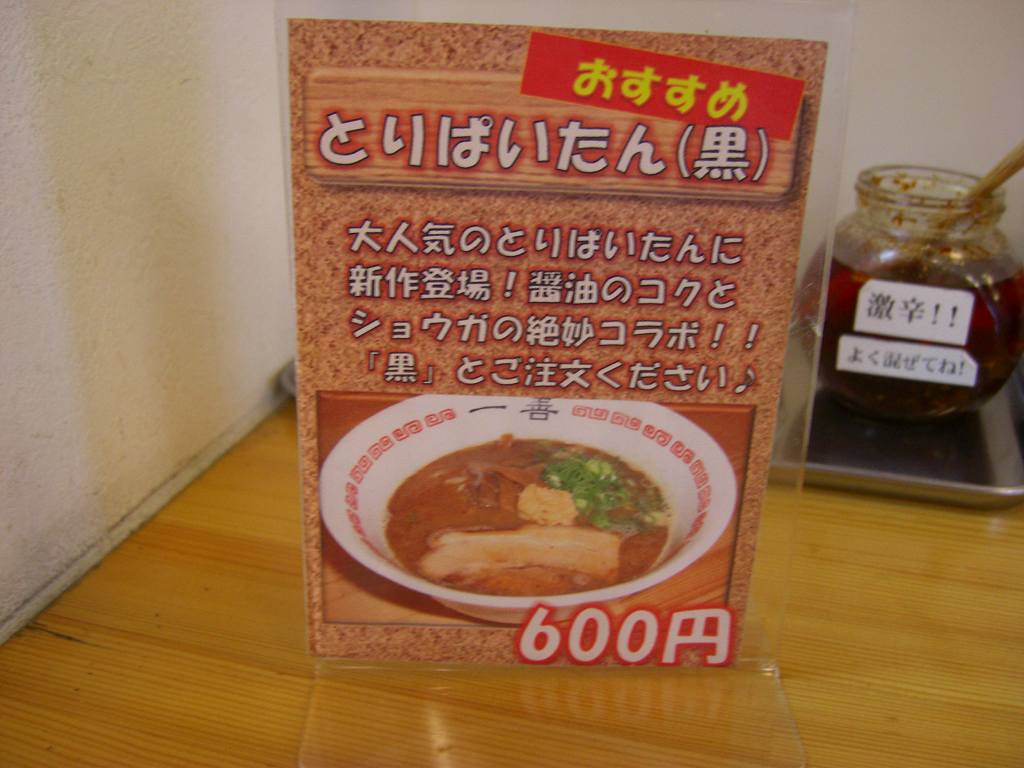 おすすめ
とりぱいたん(黒)
大人気のとりぱいたんに
新作登場！醤油のコクと
ショウガの絶妙コラボ！！
「黒」とご注文ください♪
一善
600円
激辛!!
よく混ぜてね!